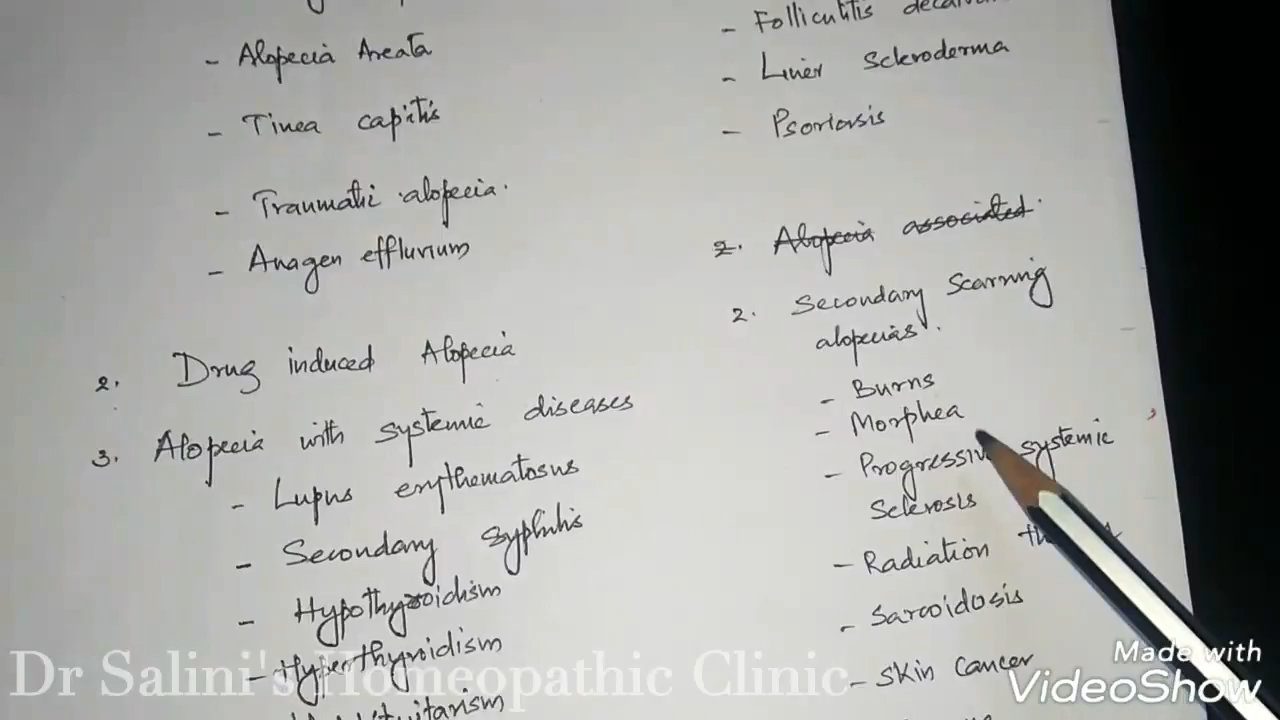 - Alopecia Areata
- Tinea capitis
- Traumatic alopecia.
- Anagen effluvium
2. Drug induced Alopecia
3. Alopecia with systemic diseases
- Lupus erythematosus
- Secondary syphilis
- Hypothyroidism
- Hyperthyroidism
- Folliculitis
- Liner Scleroderma
- Psoriasis
2. Alopecia associated.
2. Secondary Scarring
alopecias.
- Burns
- Morphea
- Progressive systemic
Sclerosis
- Radiation
- Sarcoidosis
- Skin cancer
Dr Salini's Homeopathic Clinic
Made with
VideoShow